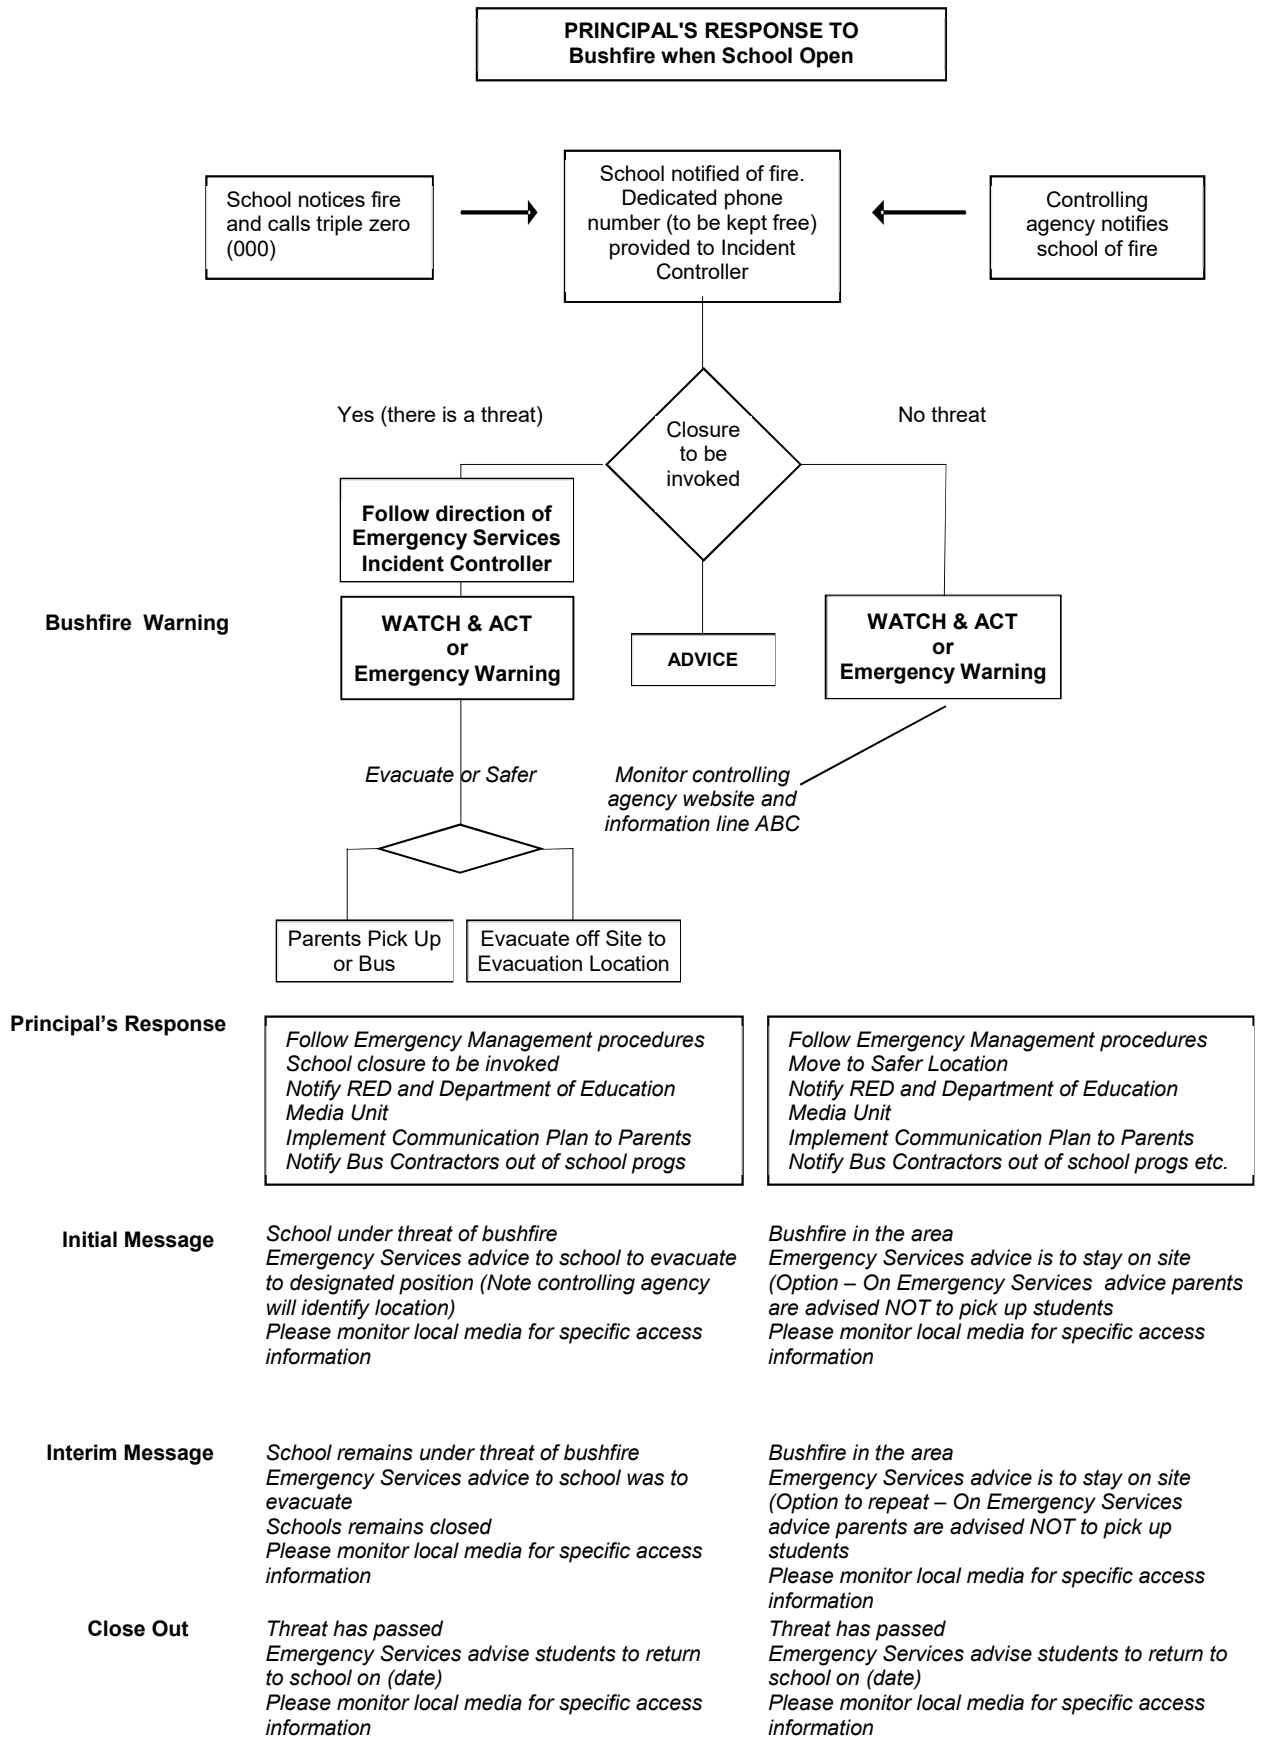 PRINCIPAL'S RESPONSE TO
Bushfire when School Open
School notices fire
and calls triple zero
(000)
School notified of fire.
Dedicated phone
number (to be kept free)
provided to Incident
Controller
Controlling
agency notifies
school of fire
Yes (there is a threat)
Closure
to be
invoked
No threat
Follow direction of
Emergency Services
Incident Controller
Bushfire  Warning
WATCH & ACT
or
Emergency Warning
ADVICE
WATCH & ACT
or
Emergency Warning
Evacuate or Safer
Monitor controlling
agency website and
information line ABC
Parents Pick Up
or Bus
Evacuate off Site to
Evacuation Location
Principal’s Response
Follow Emergency Management procedures
School closure to be invoked
Notify RED and Department of Education
Media Unit
Implement Communication Plan to Parents
Notify Bus Contractors out of school progs
Follow Emergency Management procedures
Move to Safer Location
Notify RED and Department of Education
Media Unit
Implement Communication Plan to Parents
Notify Bus Contractors out of school progs etc.
Initial Message
School under threat of bushfire
Emergency Services advice to school to evacuate
to designated position (Note controlling agency
will identify location)
Please monitor local media for specific access
information
Bushfire in the area
Emergency Services advice is to stay on site
(Option – On Emergency Services  advice parents
are advised NOT to pick up students
Please monitor local media for specific access
information
Interim Message
School remains under threat of bushfire
Emergency Services advice to school was to
evacuate
Schools remains closed
Please monitor local media for specific access
information
Bushfire in the area
Emergency Services advice is to stay on site
(Option to repeat – On Emergency Services
advice parents are advised NOT to pick up
students
Please monitor local media for specific access
information
Close Out
Threat has passed
Emergency Services advise students to return
to school on (date)
Please monitor local media for specific access
information
Threat has passed
Emergency Services advise students to return to
school on (date)
Please monitor local media for specific access
information